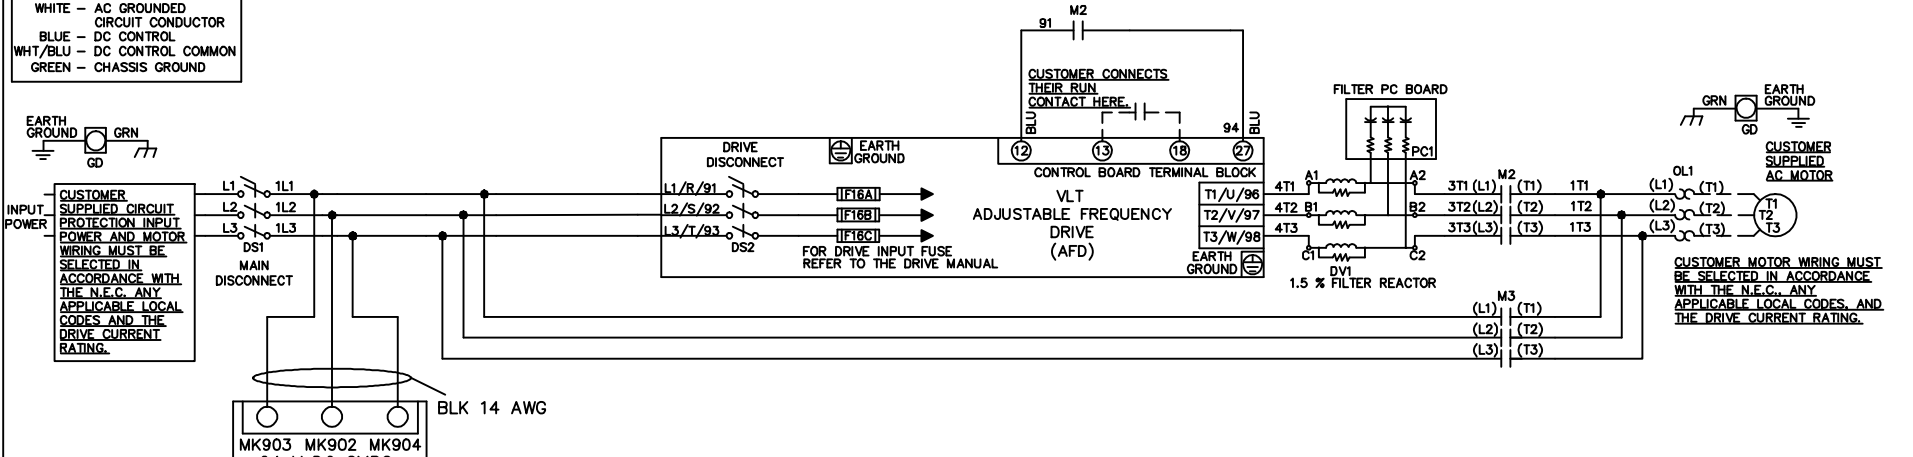 WHITE – AC GROUNDED
CIRCUIT CONDUCTOR
BLUE – DC CONTROL
WHT/BLU – DC CONTROL COMMON
GREEN – CHASSIS GROUND
EARTH
GROUND
GRN
GD
INPUT
POWER
CUSTOMER
SUPPLIED CIRCUIT
PROTECTION INPUT
POWER AND MOTOR
WIRING MUST BE
SELECTED IN
ACCORDANCE WITH
THE N.E.C. ANY
APPLICABLE LOCAL
CODES AND THE
DRIVE CURRENT
RATING.
L1
1L1
L2
1L2
L3
1L3
DS1
MAIN
DISCONNECT
BLK 14 AWG
MK903 MK902 MK904
DRIVE
DISCONNECT
EARTH
GROUND
L1/R/91
L2/S/92
L3/T/93
DS2
F16A
F16B
F16C
FOR DRIVE INPUT FUSE
REFER TO THE DRIVE MANUAL
M2
91
CUSTOMER CONNECTS
THEIR RUN
CONTACT HERE.
BLU
94
BLU
12
13
18
27
CONTROL BOARD TERMINAL BLOCK
VLT
ADJUSTABLE FREQUENCY
DRIVE
(AFD)
T1/U/96
T2/V/97
T3/W/98
EARTH
GROUND
4T1
4T2
4T3
FILTER PC BOARD
PC1
A1
A2
B1
B2
C1
C2
DV1
1.5 % FILTER REACTOR
M2
3T1 (L1) (T1) 1T1
3T2(L2) (T2) 1T2
3T3(L3) (T3) 1T3
M3
(L1) (T1)
(L2) (T2)
(L3) (T3)
OL1
(L1) (T1)
(L2) (T2)
(L3) (T3)
T1
T2
T3
GRN
EARTH
GROUND
GD
CUSTOMER
SUPPLIED
AC MOTOR
CUSTOMER MOTOR WIRING MUST
BE SELECTED IN ACCORDANCE
WITH THE N.E.C., ANY
APPLICABLE LOCAL CODES, AND
THE DRIVE CURRENT RATING.